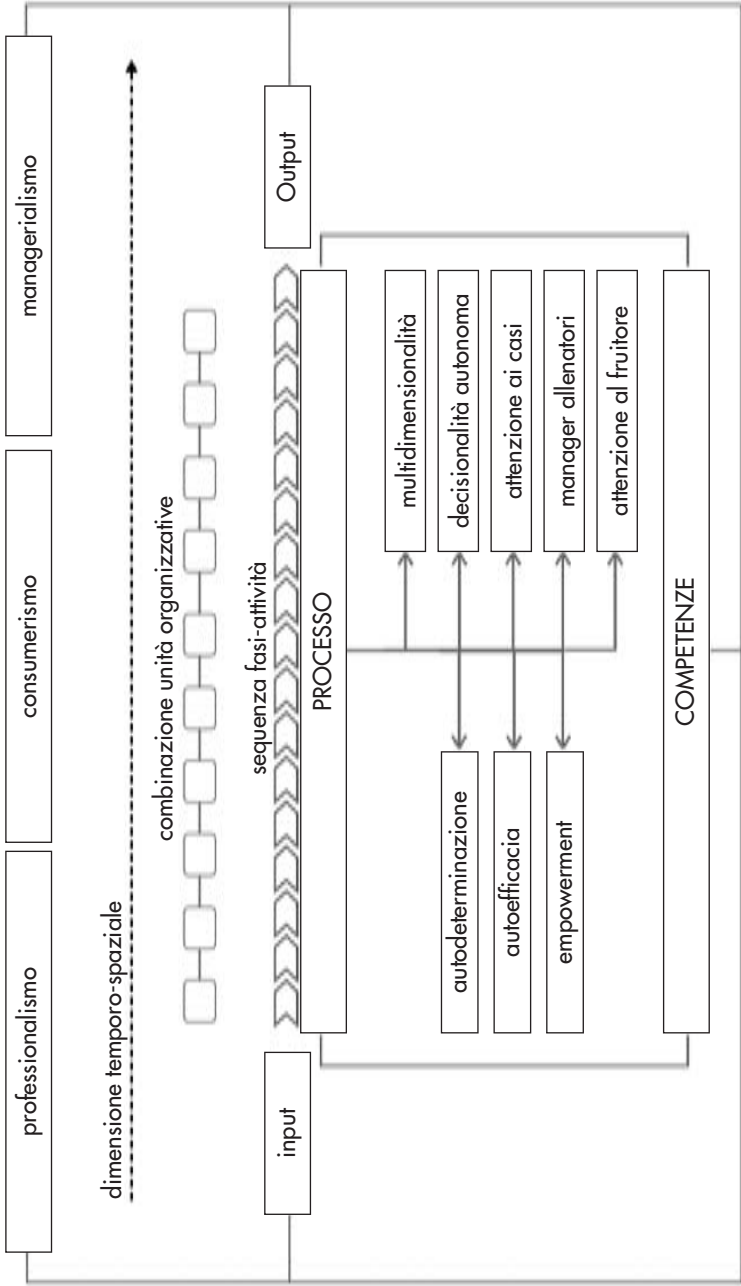 professionalismo
consumerismo
managerialismo
dimensione temporo-spaziale
combinazione unità organizzative
sequenza fasi-attività
input
Output
PROCESSO
autodeterminazione
autoefficacia
empowerment
multidimensionalità
decisionalità autonoma
attenzione ai casi
manager allenatori
attenzione al fruitore
COMPETENZE